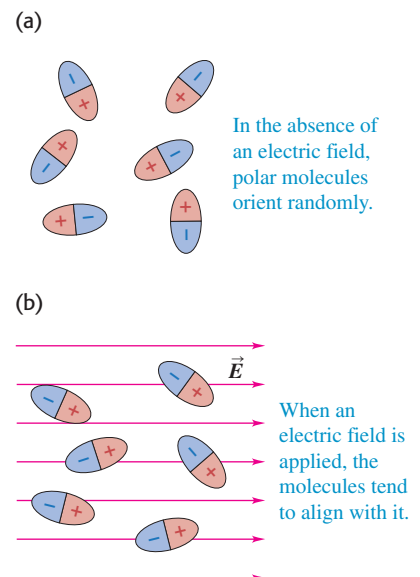 (a)
In the absence of
an electric field,
polar molecules
orient randomly.
(b)
E
When an
electric field is
applied, the
molecules tend
to align with it.